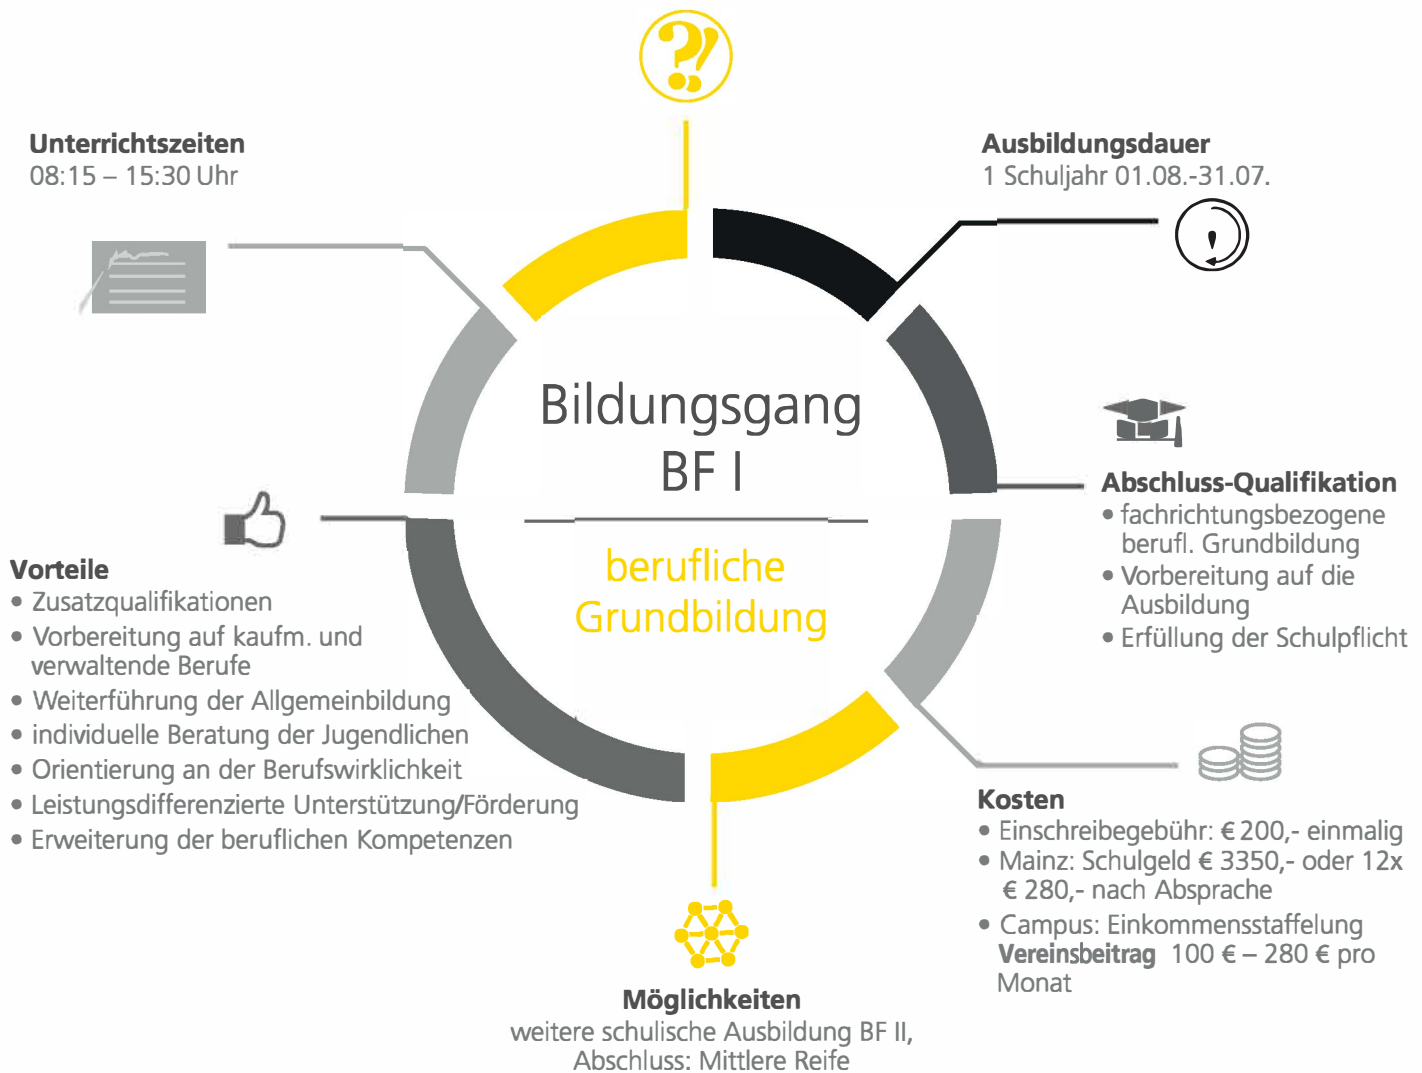 ?!
Unterrichtszeiten
08:15 – 15:30 Uhr
Ausbildungsdauer
1 Schuljahr 01.08.-31.07.
Bildungsgang
BF I
berufliche
Grundbildung
Abschluss-Qualifikation
• fachrichtungsbezogene
berufl. Grundbildung
• Vorbereitung auf die
Ausbildung
• Erfüllung der Schulpflicht
Vorteile
• Zusatzqualifikationen
• Vorbereitung auf kaufm. und
verwaltende Berufe
• Weiterführung der Allgemeinbildung
• individuelle Beratung der Jugendlichen
• Orientierung an der Berufswirklichkeit
• Leistungsdifferenzierte Unterstützung/Förderung
• Erweiterung der beruflichen Kompetenzen
Kosten
• Einschreibegebühr: € 200,- einmalig
• Mainz: Schulgeld € 3350,- oder 12x
€ 280,- nach Absprache
• Campus: Einkommensstaffelung
Vereinsbeitrag 100 € – 280 € pro
Monat
Möglichkeiten
weitere schulische Ausbildung BF II,
Abschluss: Mittlere Reife